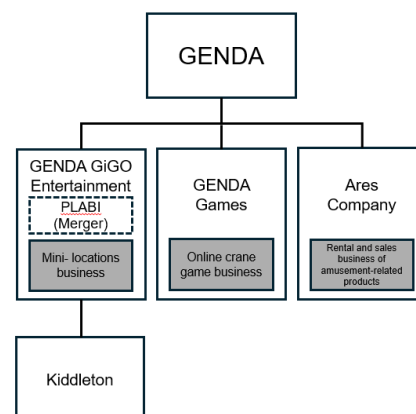 GENDA
GENDA GiGO
Entertainment
PLABI
(Merger)
Mini- locations
business
GENDA
Games
Online crane
game business
Ares
Company
Rental and sales
business of
amusement-related
products
Kiddleton